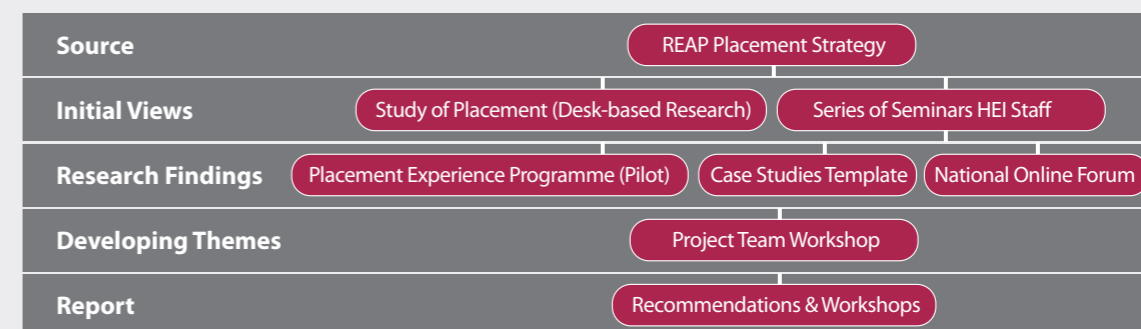 Source
REAP Placement Strategy
Initial Views
Study of Placement (Desk-based Research)
Series of Seminars HEI Staff
Research Findings
Placement Experience Programme (Pilot)
Case Studies Template
National Online Forum
Developing Themes
Project Team Workshop
Report
Recommendations & Workshops